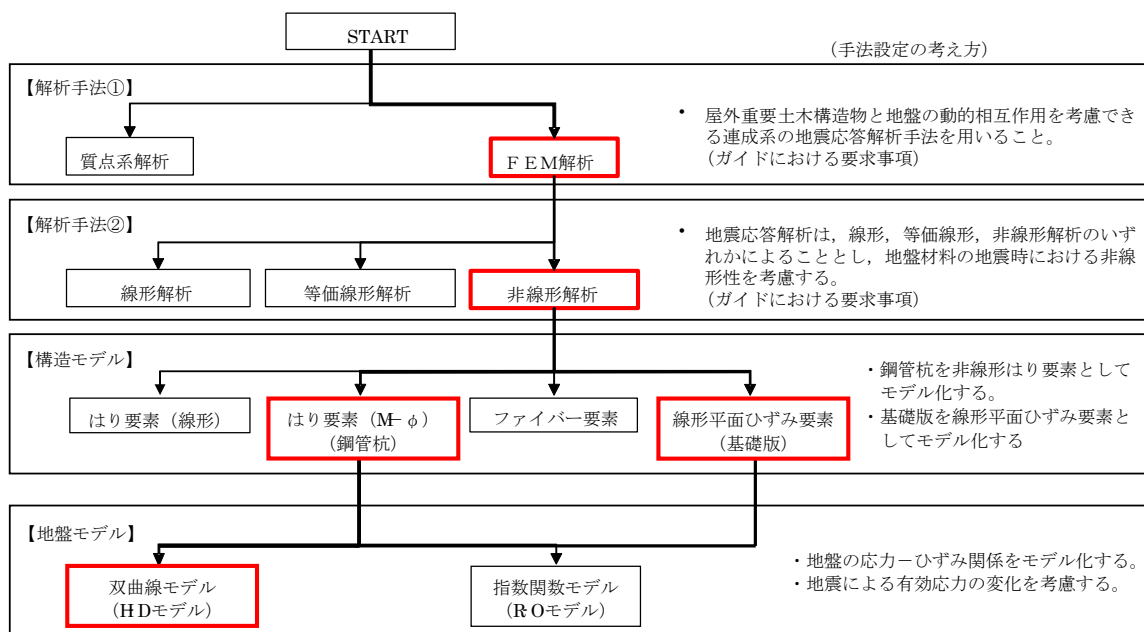 START
(手法設定の考え方)
【解析手法①】
質点系解析
ＦＥＭ解析
・ 屋外重要土木構造物と地盤の動的相互作用を考慮でき
る連成系の地震応答解析手法を用いること。
(ガイドにおける要求事項)
【解析手法②】
線形解析
等価線形解析
非線形解析
・ 地震応答解析は，線形，等価線形，非線形解析のいず
れかによることとし，地盤材料の地震時における非線
形性を考慮する。
(ガイドにおける要求事項)
【構造モデル】
はり要素（線形）
はり要素（M-φ）
(鋼管杭)
ファイバー要素
線形平面ひずみ要素
(基礎版)
・鋼管杭を非線形はり要素として
モデル化する。
・基礎版を線形平面ひずみ要素と
してモデル化する
【地盤モデル】
双曲線モデル
(H-Dモデル)
指数関数モデル
(R-Oモデル)
・地盤の応力－ひずみ関係をモデル化する。
・地震による有効応力の変化を考慮する。